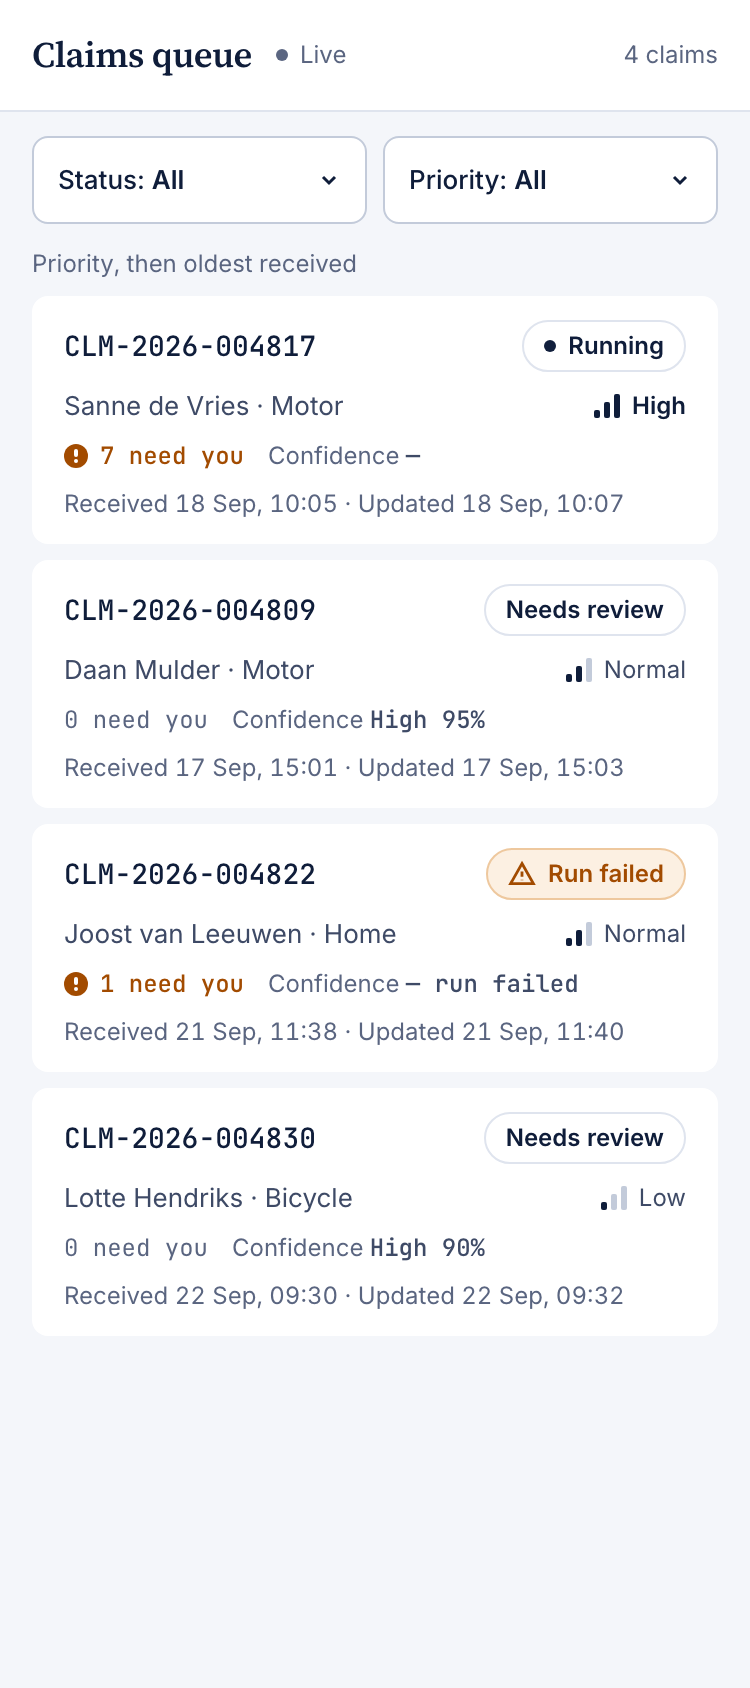 Claims queue Live 4 claims
Status: All Priority: All
Priority, then oldest received
CLM-2026-004817 Running
Sanne de Vries · Motor High
7 need you Confidence –
Received 18 Sep, 10:05 · Updated 18 Sep, 10:07
CLM-2026-004809 Needs review
Daan Mulder · Motor Normal
0 need you Confidence High 95%
Received 17 Sep, 15:01 · Updated 17 Sep, 15:03
CLM-2026-004822 Run failed
Joost van Leeuwen · Home Normal
1 need you Confidence – run failed
Received 21 Sep, 11:38 · Updated 21 Sep, 11:40
CLM-2026-004830 Needs review
Lotte Hendriks · Bicycle Low
0 need you Confidence High 90%
Received 22 Sep, 09:30 · Updated 22 Sep, 09:32